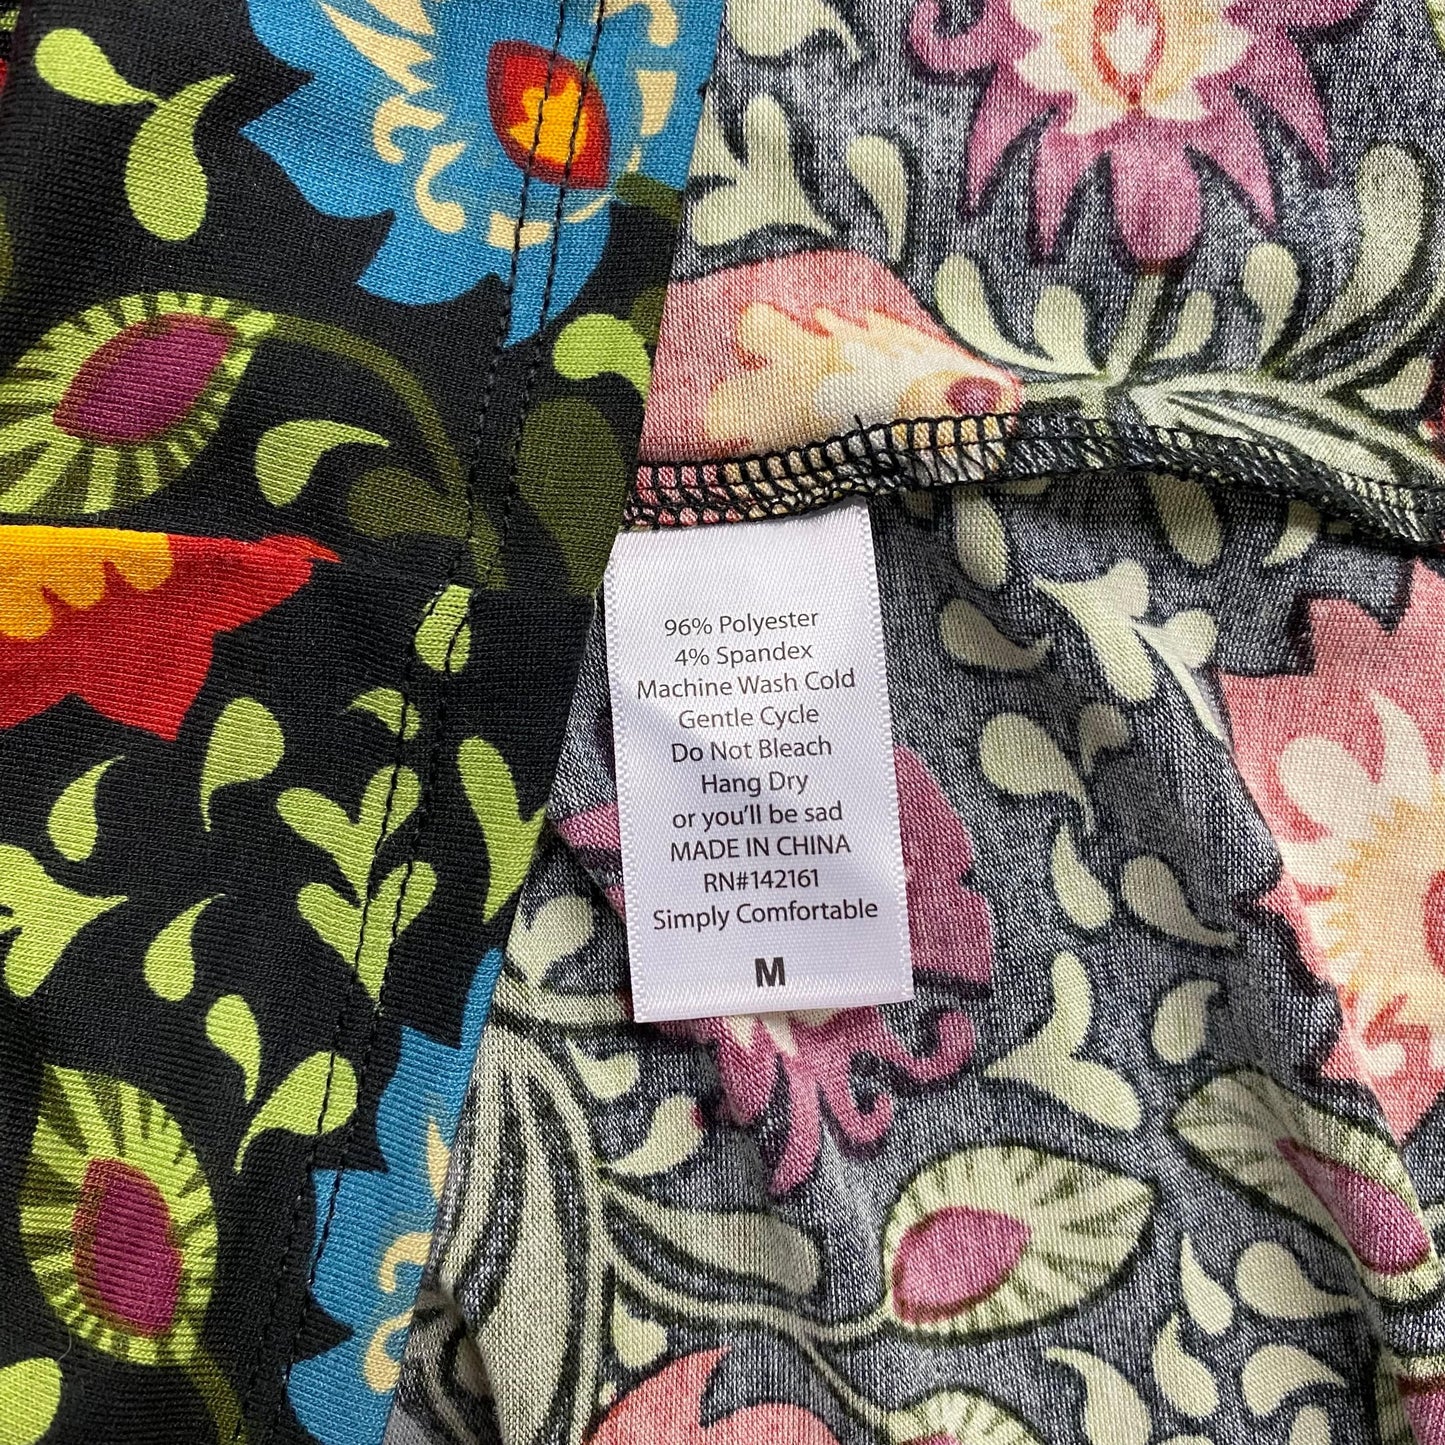 96% Polyester
4% Spandex
Machine Wash Cold
Gentle Cycle
Do Not Bleach
Hang Dry
or you'll be sad
MADE IN CHINA
RN#142161
Simply Comfortable
M